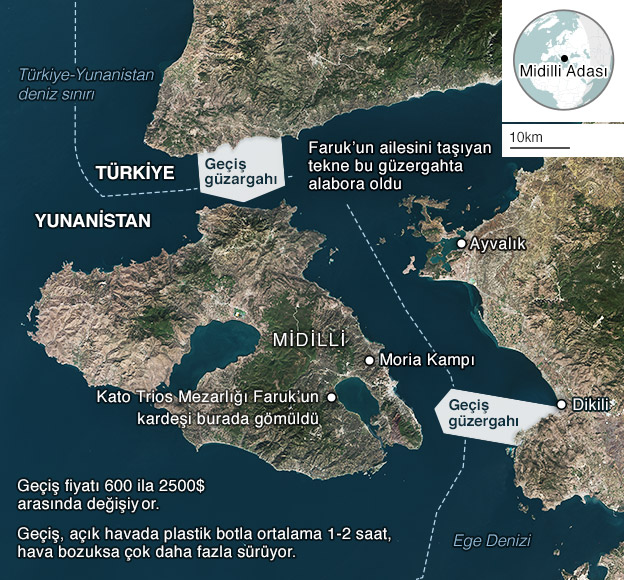 Türkiye-Yunanistan
deniz sınırı
Midilli Adası
10km
TÜRKİYE
YUNANİSTAN
Geçiş
güzargahı
Faruk'un ailesini taşıyan
tekne bu güzergahta
alabora oldu
Ayvalık
MİDİLLİ
Moria Kampı
Kato Trios Mezarlığı Faruk'un
kardeşi burada gömüldü
Geçiş
güzergahı
Dikili
Geçiş fiyatı 600 ila 2500$
arasında değişiyor.
Geçiş, açık havada plastik botla ortalama 1-2 saat,
hava bozuksa çok daha fazla sürüyor.
Ege Denizi